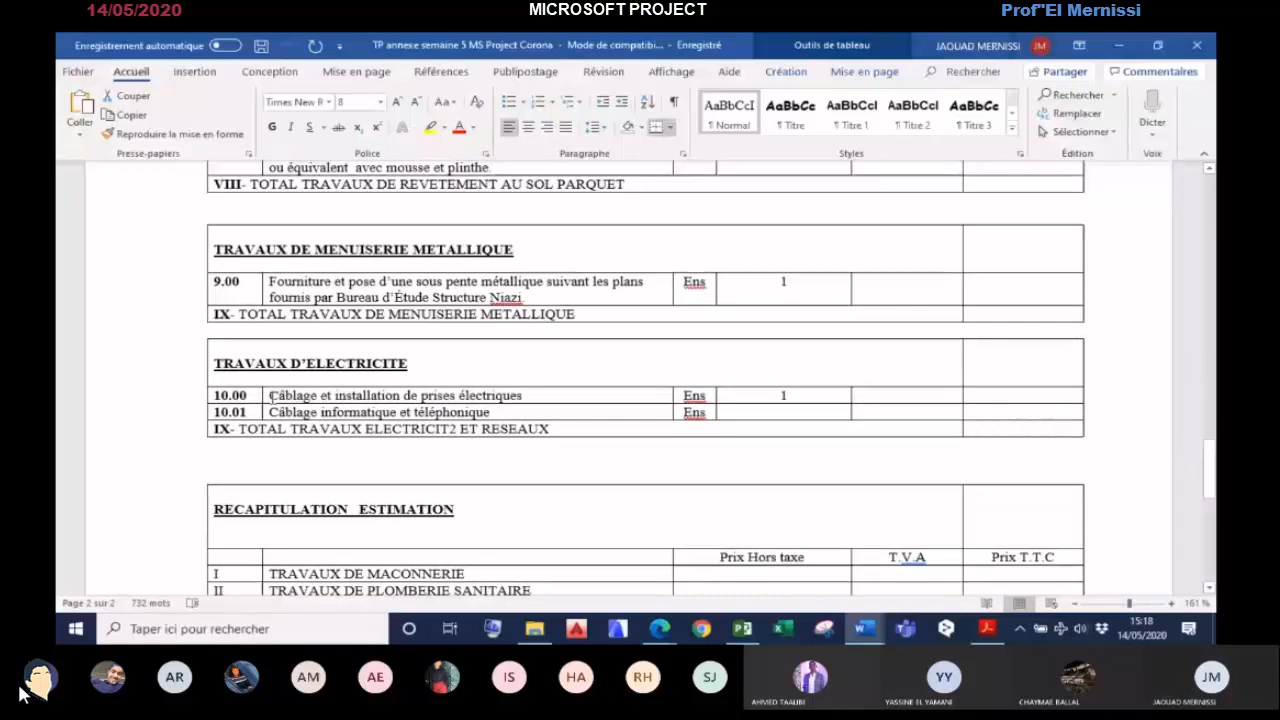 14/05/2020
MICROSOFT PROJECT
Prof"El Mernissi
Enregistrement automatique
TP annexe semaine 5 MS Project Corona - Mode de compatibi... - Enregistré
Outils de tableau
JAOUAD MERNISSI
JM
Fichier Accueil Insertion Conception Mise en page Références Publipostage Révision Affichage Aide Création Mise en page Rechercher Partager Commentaires
Coller
Couper
Copier
Reproduire la mise en forme
Presse-papiers
Times New R 8
Police
Paragraphe
AaBbCcI AaBbCc AaBbCcI AaBbCcI AaBbCc
¶ Normal ¶ Titre ¶ Titre 1 ¶ Titre 2 ¶ Titre 3
Styles
Rechercher
Remplacer
Sélectionner
Édition
Dicter
Voix
ou équivalent avec mousse et plinthe.
VIII- TOTAL TRAVAUX DE REVETEMENT AU SOL PARQUET
TRAVAUX DE MENUISERIE METALLIQUE
9.00 Fourniture et pose d'une sous pente métallique suivant les plans Ens 1
fournis par Bureau d'Étude Structure Niazi.
IX- TOTAL TRAVAUX DE MENUISERIE METALLIQUE
TRAVAUX D'ELECTRICITE
10.00 Câblage et installation de prises électriques Ens 1
10.01 Câblage informatique et téléphonique Ens
IX- TOTAL TRAVAUX ELECTRICIT2 ET RESEAUX
RECAPITULATION ESTIMATION
Prix Hors taxe T.V.A Prix T.T.C
I TRAVAUX DE MACONNERIE
II TRAVAUX DE PLOMBERIE SANITAIRE
Page 2 sur 2 732 mots
161 %
Taper ici pour rechercher
15:18
14/05/2020
AR AM AE IS HA RH SJ YY JM
AHMED TAALIBI YASSINE EL YAMANI CHAYMAE BALLAL JAOUAD MERNISSI